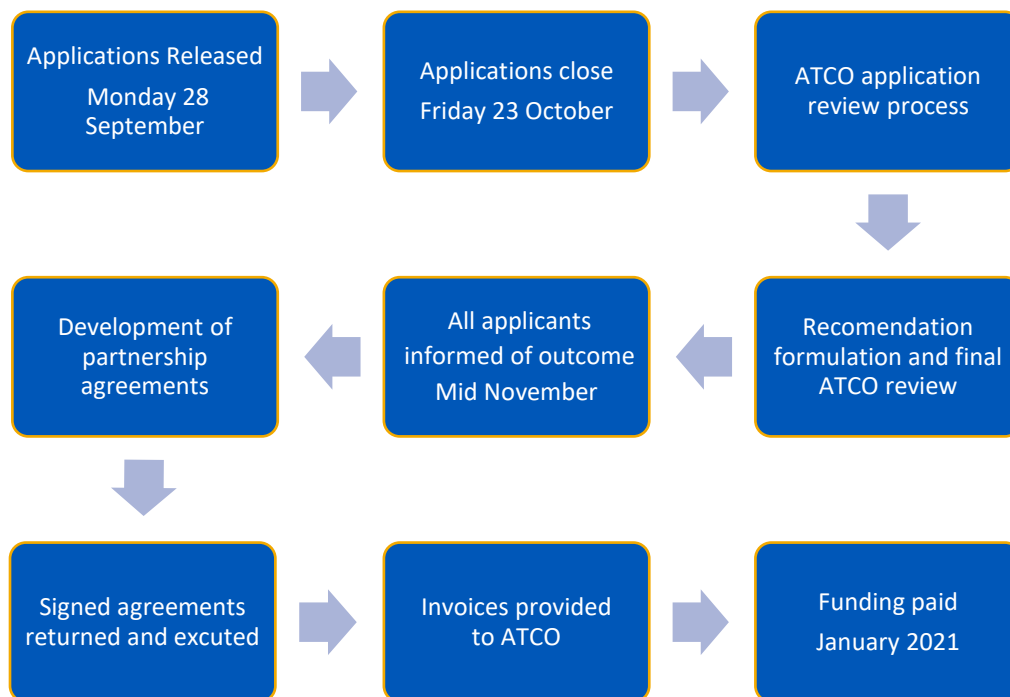 Applications Released
Monday 28
September
Applications close
Friday 23 October
ATCO application
review process
Recomendation
formulation and final
ATCO review
All applicants
informed of outcome
Mid November
Development of
partnership
agreements
Signed agreements
returned and excuted
Invoices provided
to ATCO
Funding paid
January 2021